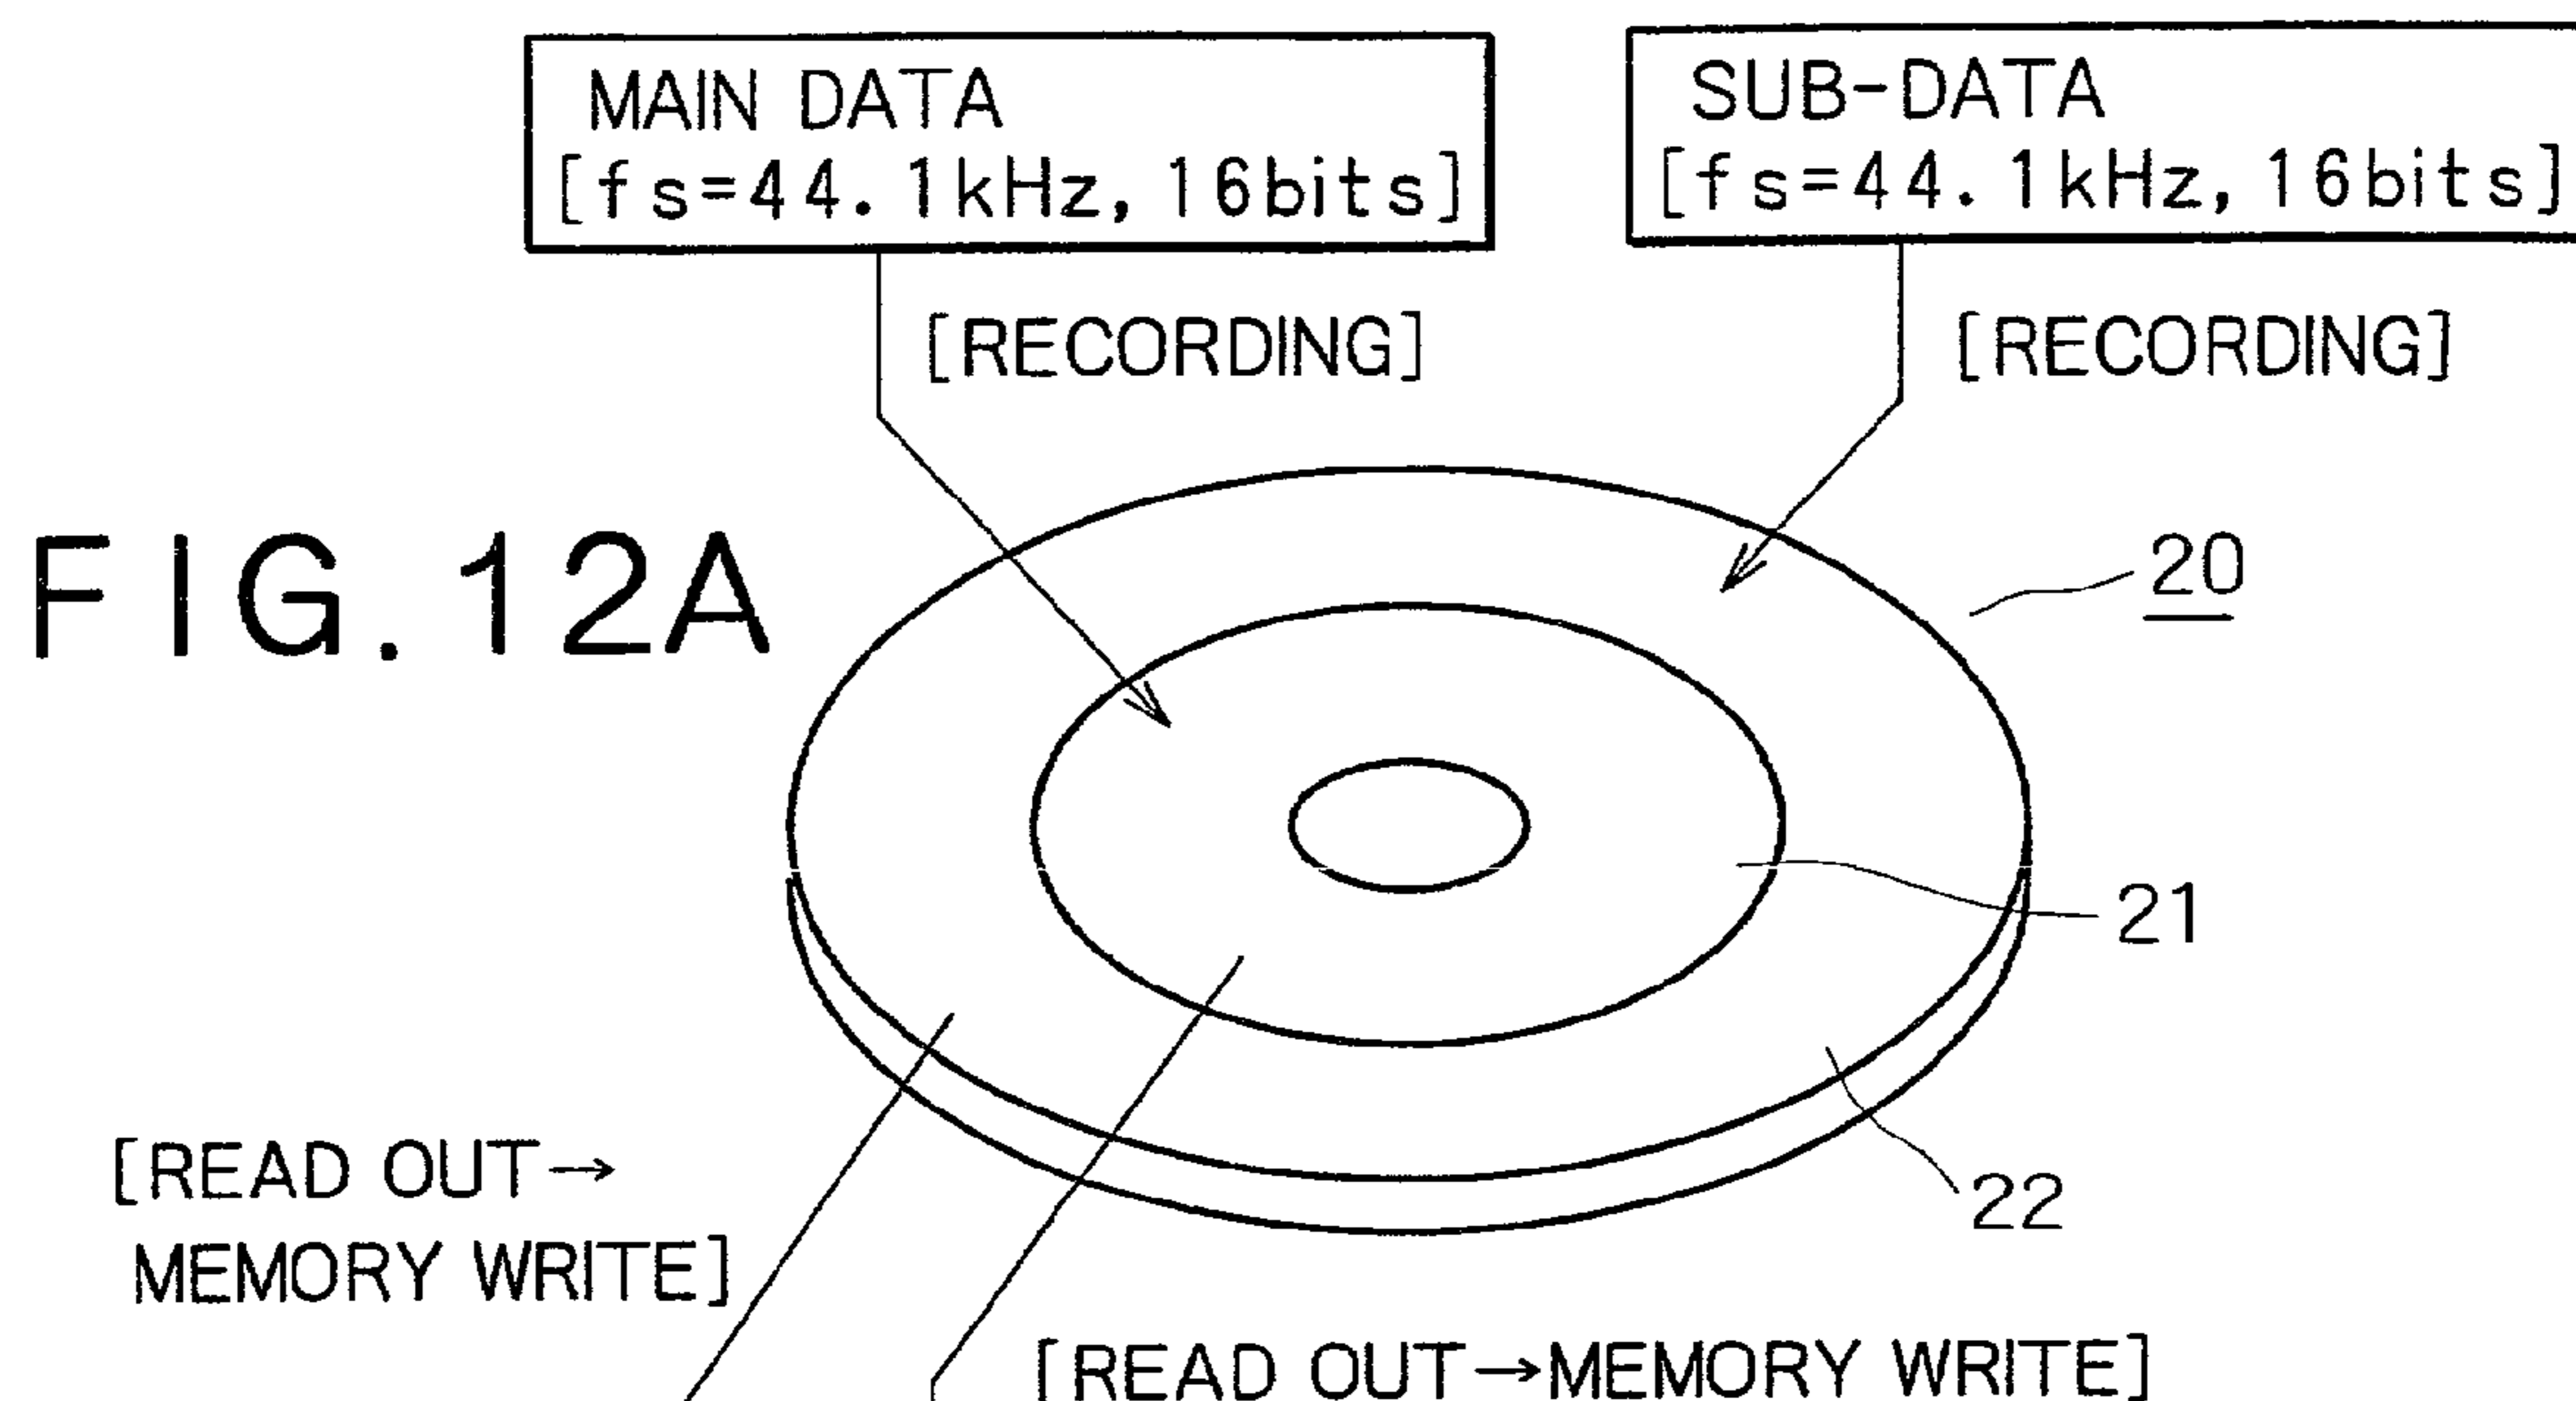 MAIN DATA
[fs=44.1kHz, 16bits]
SUB-DATA
[fs=44.1kHz, 16bits]
[RECORDING]
[RECORDING]
FIG.12A
20
21
22
[READ OUT→
MEMORY WRITE]
[READ OUT→MEMORY WRITE]